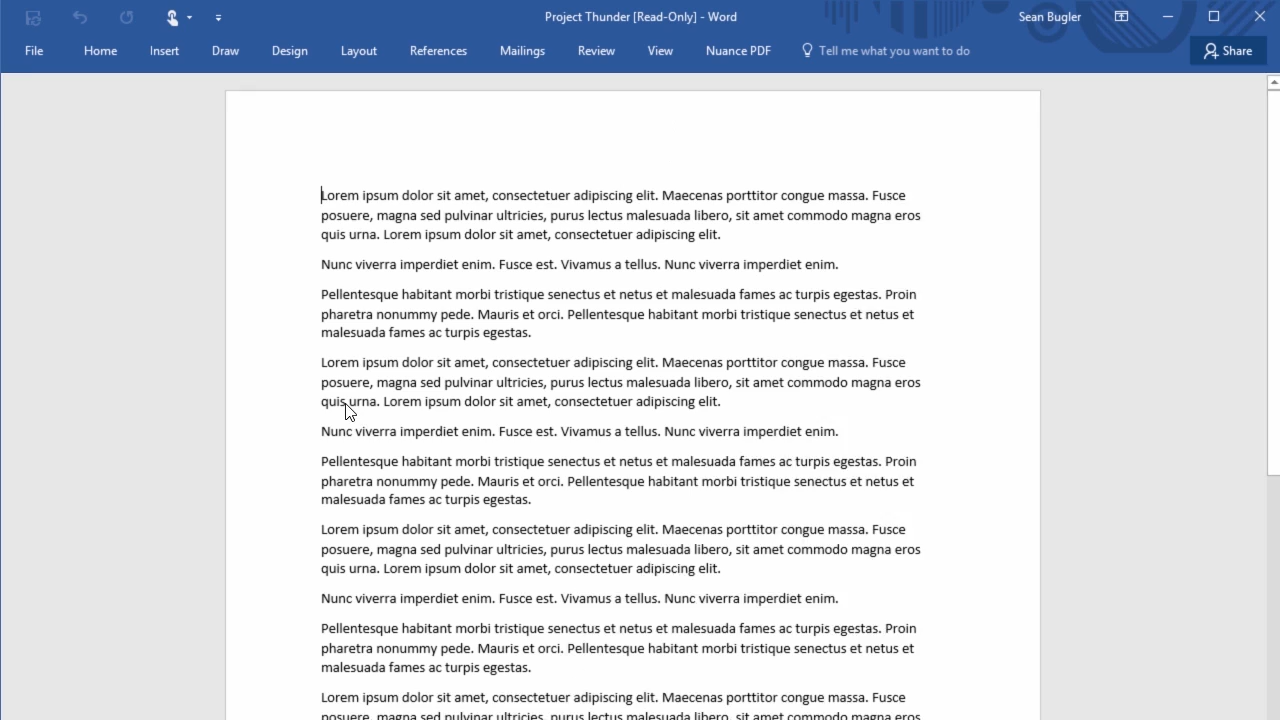 Project Thunder [Read-Only] - Word
Sean Bugler
File Home Insert Draw Design Layout References Mailings Review View Nuance PDF Tell me what you want to do Share
Lorem ipsum dolor sit amet, consectetuer adipiscing elit. Maecenas porttitor congue massa. Fusce
posuere, magna sed pulvinar ultricies, purus lectus malesuada libero, sit amet commodo magna eros
quis urna. Lorem ipsum dolor sit amet, consectetuer adipiscing elit.
Nunc viverra imperdiet enim. Fusce est. Vivamus a tellus. Nunc viverra imperdiet enim.
Pellentesque habitant morbi tristique senectus et netus et malesuada fames ac turpis egestas. Proin
pharetra nonummy pede. Mauris et orci. Pellentesque habitant morbi tristique senectus et netus et
malesuada fames ac turpis egestas.
Lorem ipsum dolor sit amet, consectetuer adipiscing elit. Maecenas porttitor congue massa. Fusce
posuere, magna sed pulvinar ultricies, purus lectus malesuada libero, sit amet commodo magna eros
quis urna. Lorem ipsum dolor sit amet, consectetuer adipiscing elit.
Nunc viverra imperdiet enim. Fusce est. Vivamus a tellus. Nunc viverra imperdiet enim.
Pellentesque habitant morbi tristique senectus et netus et malesuada fames ac turpis egestas. Proin
pharetra nonummy pede. Mauris et orci. Pellentesque habitant morbi tristique senectus et netus et
malesuada fames ac turpis egestas.
Lorem ipsum dolor sit amet, consectetuer adipiscing elit. Maecenas porttitor congue massa. Fusce
posuere, magna sed pulvinar ultricies, purus lectus malesuada libero, sit amet commodo magna eros
quis urna. Lorem ipsum dolor sit amet, consectetuer adipiscing elit.
Nunc viverra imperdiet enim. Fusce est. Vivamus a tellus. Nunc viverra imperdiet enim.
Pellentesque habitant morbi tristique senectus et netus et malesuada fames ac turpis egestas. Proin
pharetra nonummy pede. Mauris et orci. Pellentesque habitant morbi tristique senectus et netus et
malesuada fames ac turpis egestas.
Lorem ipsum dolor sit amet, consectetuer adipiscing elit. Maecenas porttitor congue massa. Fusce
posuere, magna sed pulvinar ultricies, purus lectus malesuada libero, sit amet commodo magna eros